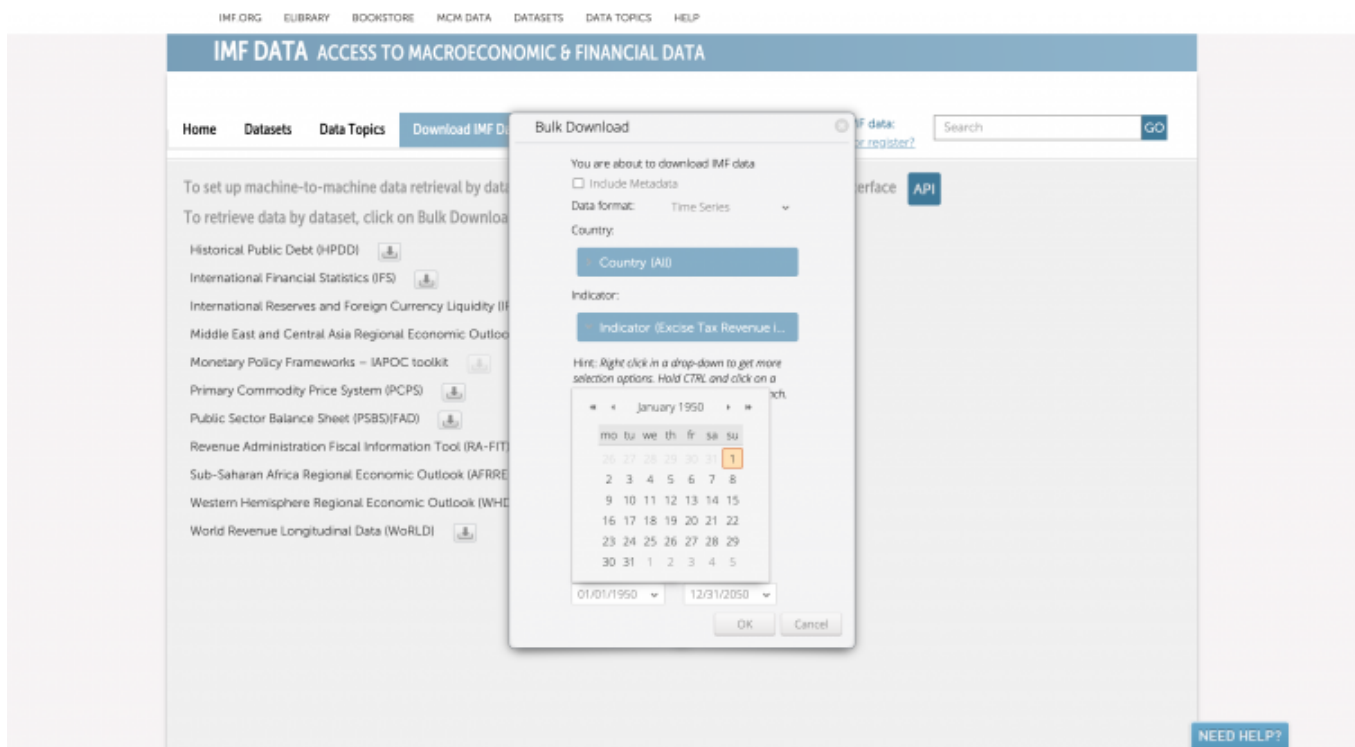 IMF.ORG ELIBRARY BOOKSTORE MCM DATA DATASETS DATA TOPICS HELP
IMF DATA ACCESS TO MACROECONOMIC & FINANCIAL DATA
Home Datasets Data Topics Download IMF Da
IF data:
or register?
Search GO
To set up machine-to-machine data retrieval by data
erface API
To retrieve data by dataset, click on Bulk Downloa
Historical Public Debt (HPDD)
International Financial Statistics (IFS)
International Reserves and Foreign Currency Liquidity (IF
Middle East and Central Asia Regional Economic Outloo
Monetary Policy Frameworks – IAPOC toolkit
Primary Commodity Price System (PCPS)
Public Sector Balance Sheet (PSBS)(FAD)
Revenue Administration Fiscal Information Tool (RA-FIT)
Sub-Saharan Africa Regional Economic Outlook (AFRRE
Western Hemisphere Regional Economic Outlook (WHD
World Revenue Longitudinal Data (WoRLD)
Bulk Download
You are about to download IMF data
Include Metadata
Data format: Time Series
Country:
Country (All)
Indicator:
Indicator (Excise Tax Revenue i...
Hint: Right click in a drop-down to get more
selection options. Hold CTRL and click on a
nch.
January 1950
mo tu we th fr sa su
26 27 28 29 30 31 1
2 3 4 5 6 7 8
9 10 11 12 13 14 15
16 17 18 19 20 21 22
23 24 25 26 27 28 29
30 31 1 2 3 4 5
01/01/1950 12/31/2050
OK Cancel
NEED HELP?